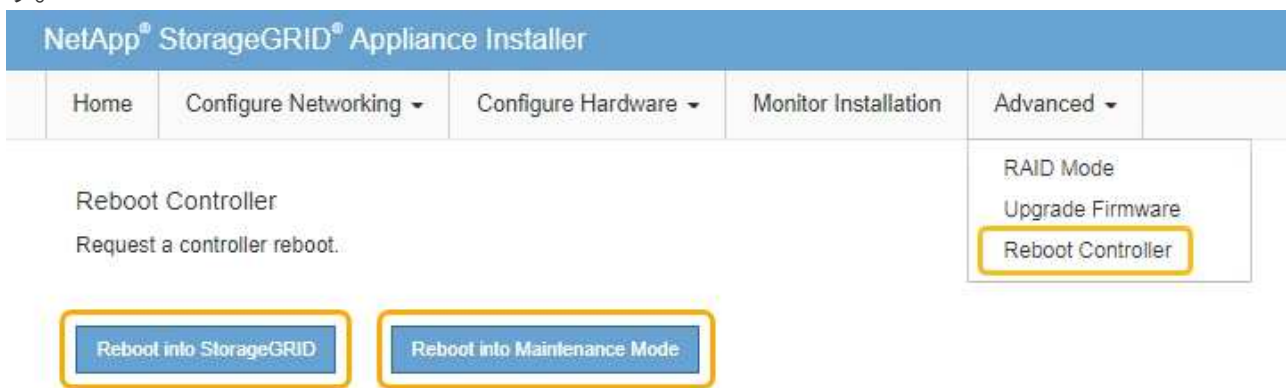 す。
NetApp® StorageGRID® Appliance Installer
Home Configure Networking Configure Hardware Monitor Installation Advanced
RAID Mode
Upgrade Firmware
Reboot Controller
Reboot Controller
Request a controller reboot.
Reboot into StorageGRID Reboot into Maintenance Mode